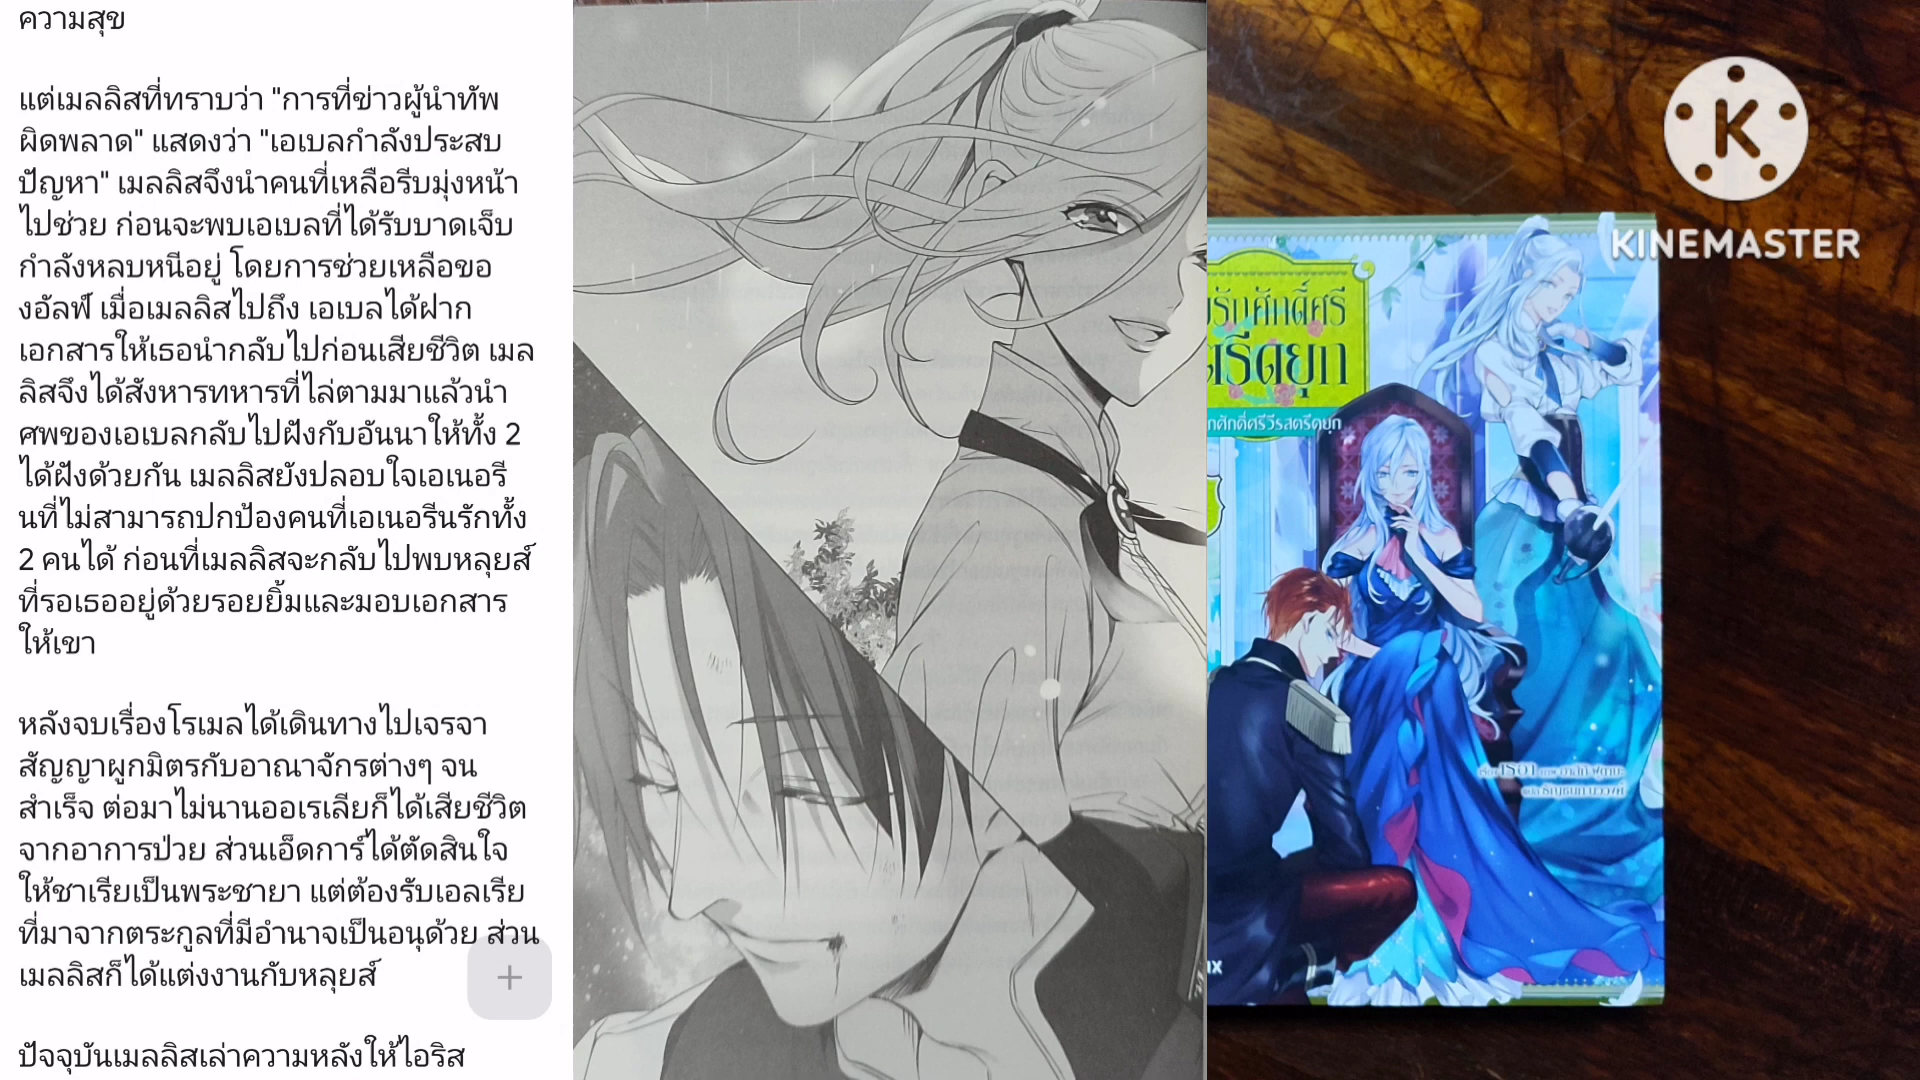 ความสุข
แต่เมลลิสที่ทราบว่า "การที่ข่าวผู้นำทัพ
ผิดพลาด" แสดงว่า "เอเบลกำลังประสบ
ปัญหา" เมลลิสจึงนำคนที่เหลือรีบมุ่งหน้า
ไปช่วย ก่อนจะพบเอเบลที่ได้รับบาดเจ็บ
กำลังหลบหนีอยู่ โดยการช่วยเหลือขอ
งอัลฟ์ เมื่อเมลลิสไปถึง เอเบลได้ฝาก
เอกสารให้เธอนำกลับไปก่อนเสียชีวิต เมล
ลิสจึงได้สังหารทหารที่ไล่ตามมาแล้วนำ
ศพของเอเบลกลับไปฝังกับอันนาให้ทั้ง 2
ได้ฝังด้วยกัน เมลลิสยังปลอบใจเอเนอรี
นที่ไม่สามารถปกป้องคนที่เอเนอรีนรักทั้ง
2 คนได้ ก่อนที่เมลลิสจะกลับไปพบหลุยส์
ที่รอเธออยู่ด้วยรอยยิ้มและมอบเอกสาร
ให้เขา
หลังจบเรื่องโรเมลได้เดินทางไปเจรจา
สัญญาผูกมิตรกับอาณาจักรต่างๆ จน
สำเร็จ ต่อมาไม่นานออเรเลียก็ได้เสียชีวิต
จากอาการป่วย ส่วนเอ็ดการ์ได้ตัดสินใจ
ให้ชาเรียเป็นพระชายา แต่ต้องรับเอลเรีย
ที่มาจากตระกูลที่มีอำนาจเป็นอนุด้วย ส่วน
เมลลิสก็ได้แต่งงานกับหลุยส์
ปัจจุบันเมลลิสเล่าความหลังให้ไอริส
KINEMASTER
รักศักดิ์ศรี
ตรีดยุก
กศักดิ์ศรีวีรสตรีดยุก